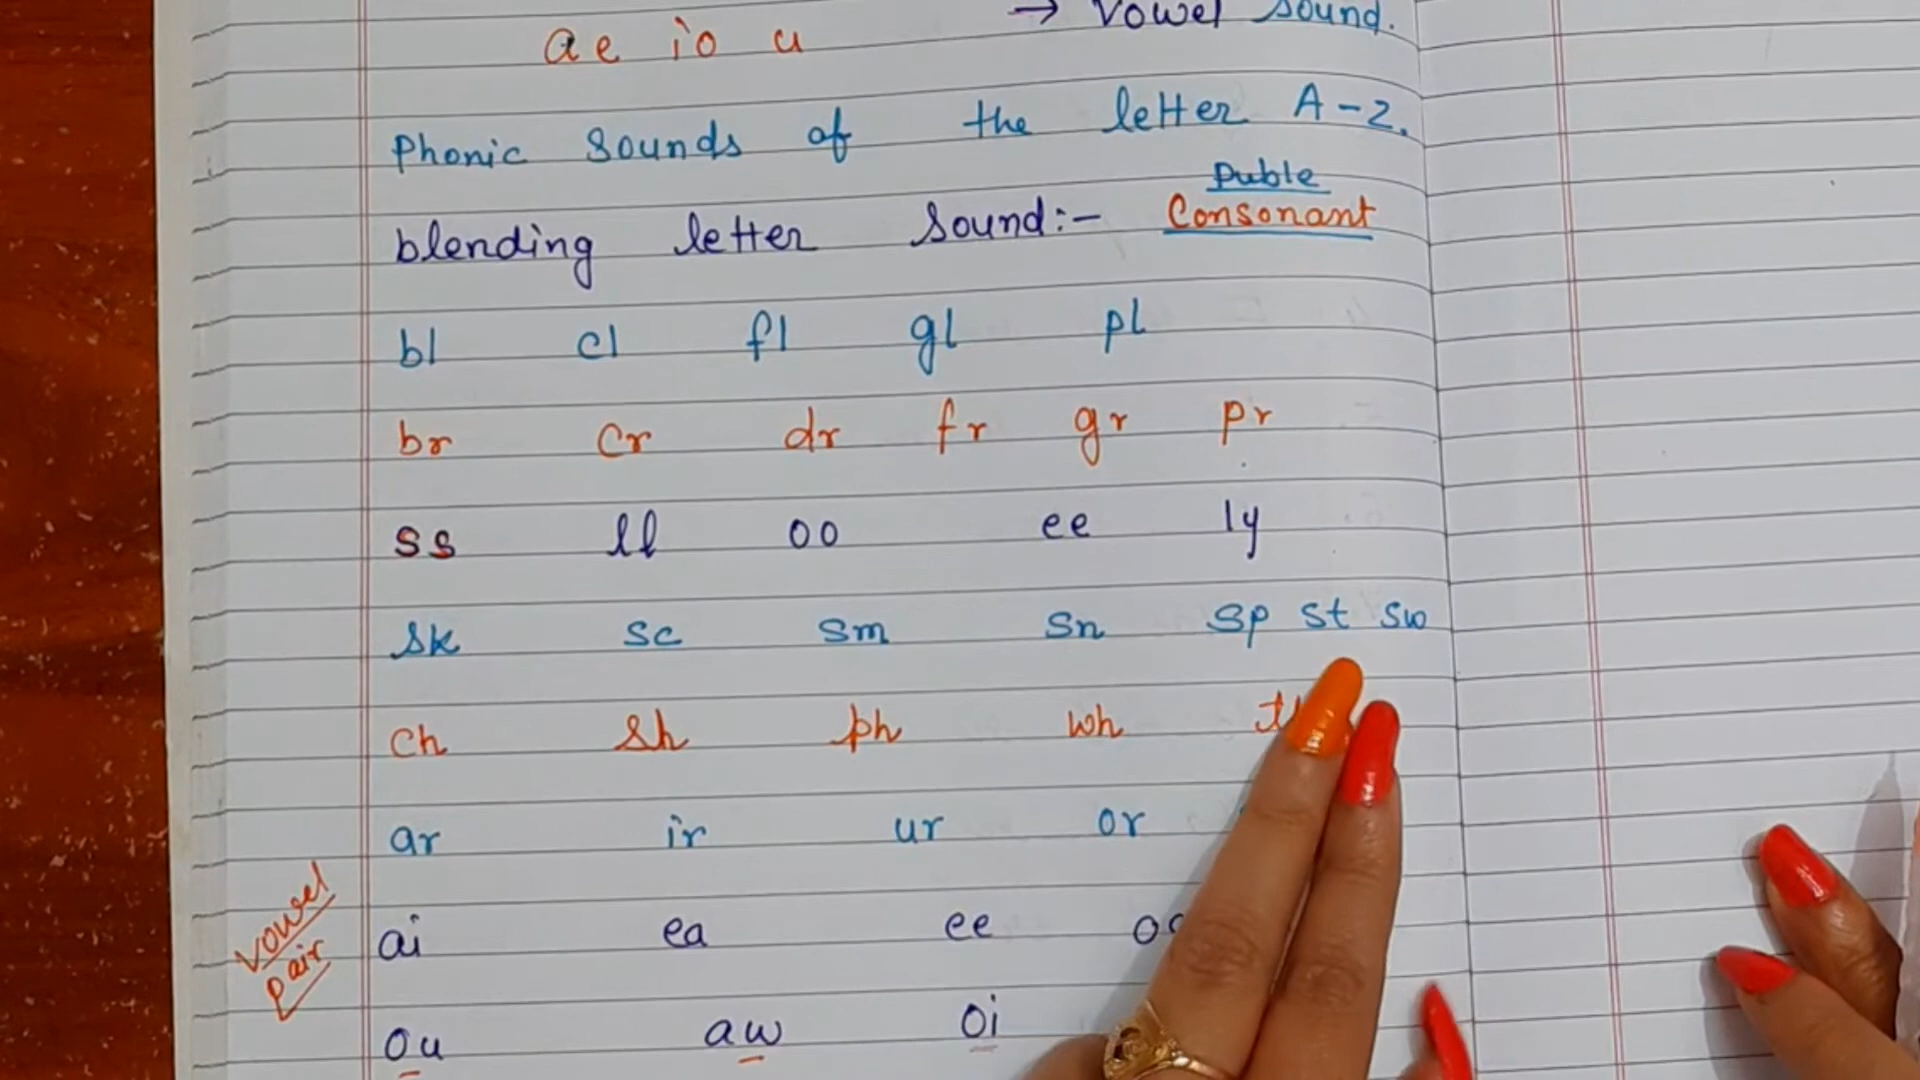 a e i o u → Vowel Sound.
Phonic Sounds of the letter A-Z.
Duble
blending letter Sound:- Consonant
bl cl fl gl pl
br cr dr fr gr pr
ss ll oo ee ly
sk sc sm sn sp st sw
ch sh ph wh
ar ir ur or
Vowel
pair
ai ea ee
ou aw oi